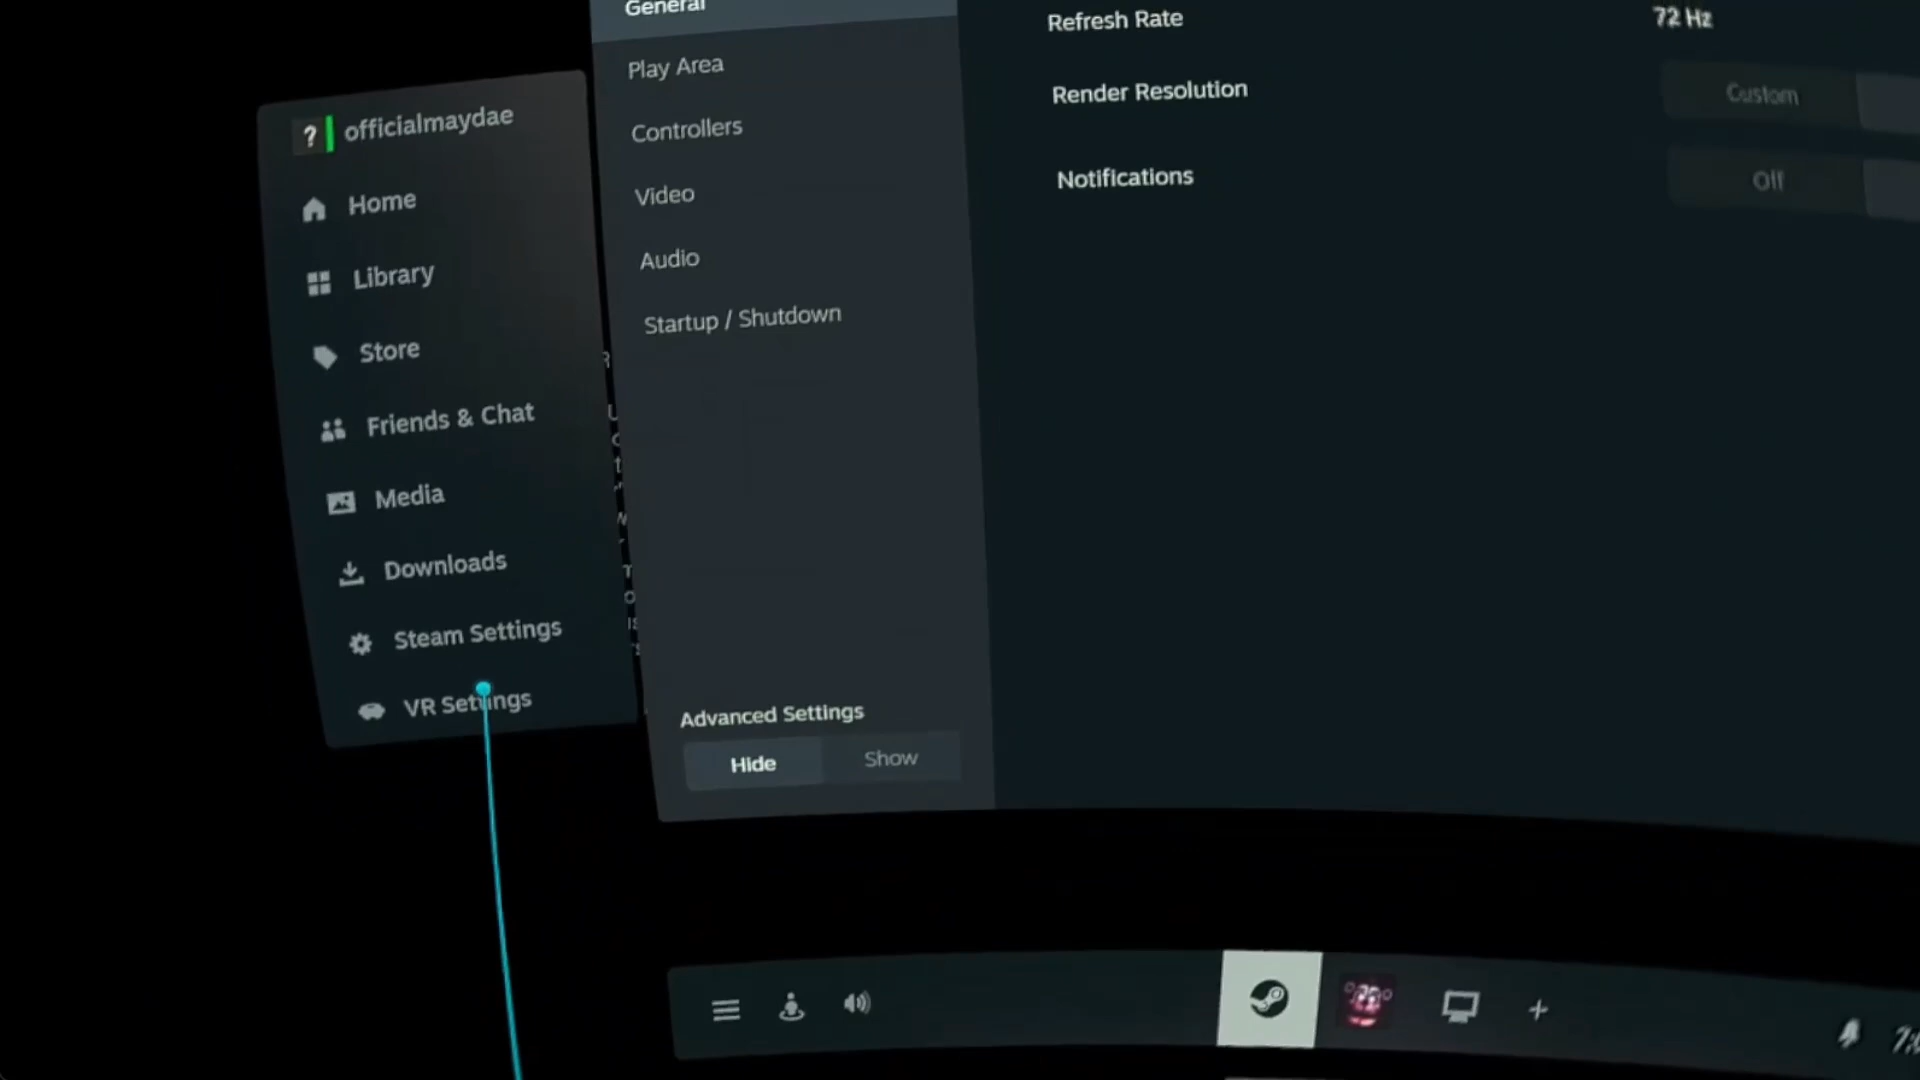 General
Refresh Rate
72 Hz
Play Area
Render Resolution
Custom
? officialmaydae
Controllers
Notifications
Off
Home
Video
Library
Audio
Store
Startup / Shutdown
Friends & Chat
Media
Downloads
Steam Settings
VR Settings
Advanced Settings
Hide
Show